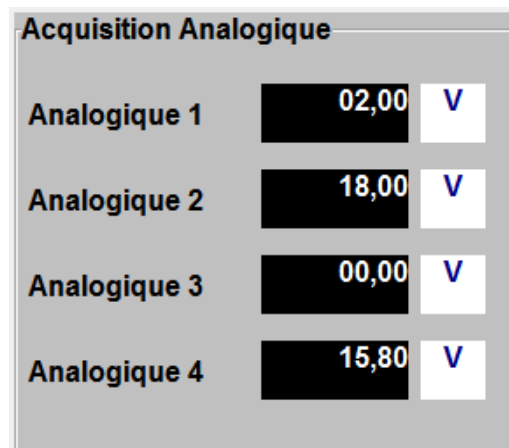 Acquisition Analogique
Analogique 1 02,00 V
Analogique 2 18,00 V
Analogique 3 00,00 V
Analogique 4 15,80 V